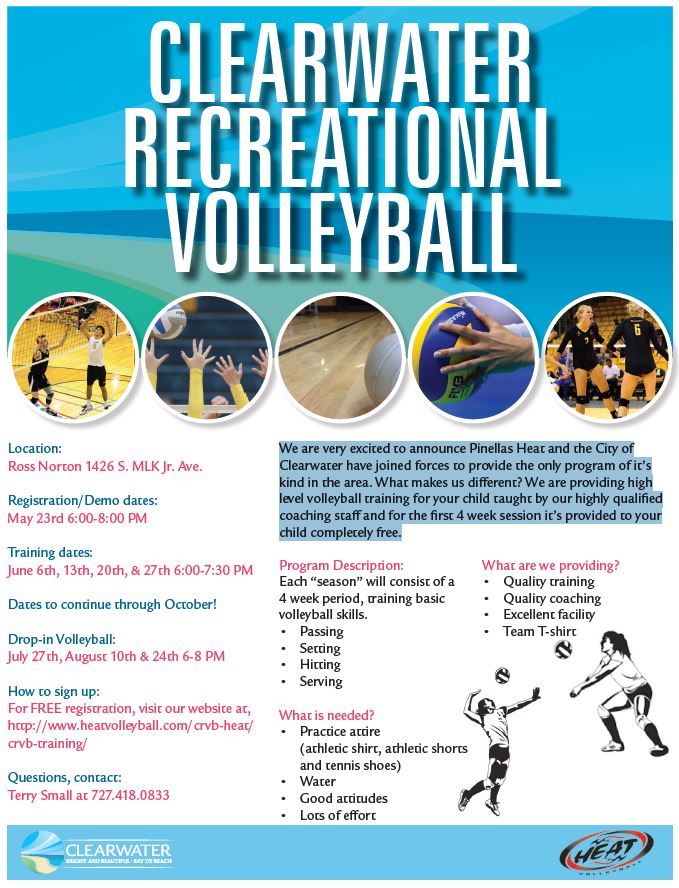 CLEARWATER
RECREATIONAL
VOLLEYBALL
Location:
Ross Norton 1426 S. MLK Jr. Ave.
Registration/Demo dates:
May 23rd 6:00-8:00 PM
Training dates:
June 6th, 13th, 20th, & 27th 6:00-7:30 PM
Dates to continue through October!
Drop-in Volleyball:
July 27th, August 10th & 24th 6-8 PM
How to sign up:
For FREE registration, visit our website at,
http://www.heatvolleyball.com/crvb-heat/
crvb-training/
Questions, contact:
Terry Small at 727.418.0833
We are very excited to announce Pinellas Heat and the City of
Clearwater have joined forces to provide the only program of it's
kind in the area. What makes us different? We are providing high
level volleyball training for your child taught by our highly qualified
coaching staff and for the first 4 week session it's provided to your
child completely free.
Program Description:
Each “season” will consist of a
4 week period, training basic
volleyball skills.
• Passing
• Setting
• Hitting
• Serving
What is needed?
• Practice attire
(athletic shirt, athletic shorts
and tennis shoes)
• Water
• Good attitudes
• Lots of effort
What are we providing?
• Quality training
• Quality coaching
• Excellent facility
• Team T-shirt
CLEARWATER
BRIGHT AND BEAUTIFUL • BAY TO BEACH
HEAT
VOLLEYBALL